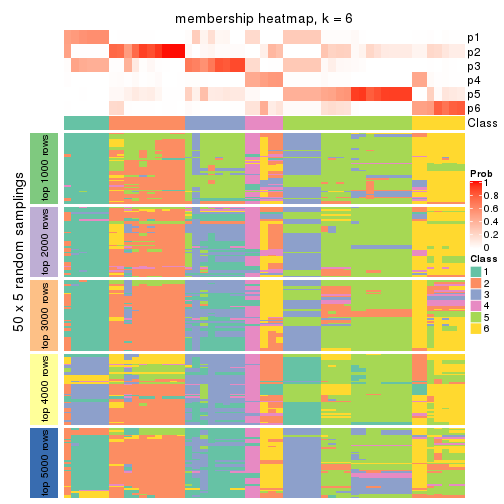 membership heatmap, k = 6
p1
p2
p3
p4
p5
p6
Class
50 x 5 random samplings
top 1000 rows
top 2000 rows
top 3000 rows
top 4000 rows
top 5000 rows
Prob
1
0.8
0.6
0.4
0.2
0
Class
1
2
3
4
5
6